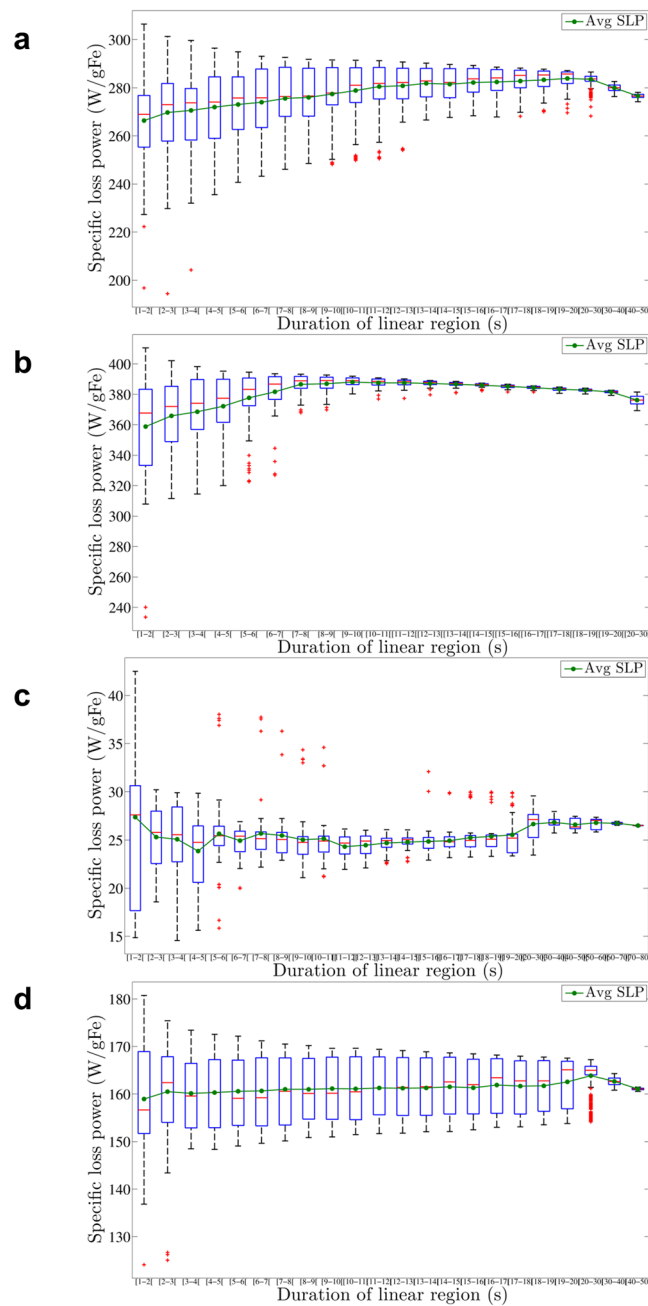 a
Avg SLP
Specific loss power (W/gFe)
300
280
260
240
220
200
[1−2[ [2−3[ [3−4[ [4−5[ [5−6[ [6−7[ [7−8[ [8−9[ [9−10[ [10−11[ [11−12[ [12−13[ [13−14[ [14−15[ [15−16[ [16−17[ [17−18[ [18−19[ [19−20[ [20−30[ [30−40[ [40−50[
Duration of linear region (s)
b
Avg SLP
Specific loss power (W/gFe)
400
380
360
340
320
300
280
260
240
[1−2[ [2−3[ [3−4[ [4−5[ [5−6[ [6−7[ [7−8[ [8−9[ [9−10[ [10−11[ [11−12[ [12−13[ [13−14[ [14−15[ [15−16[ [16−17[ [17−18[ [18−19[ [19−20[ [20−30[
Duration of linear region (s)
c
Avg SLP
Specific loss power (W/gFe)
40
35
30
25
20
15
[1−2[ [2−3[ [3−4[ [4−5[ [5−6[ [6−7[ [7−8[ [8−9[ [9−10[ [10−11[ [11−12[ [12−13[ [13−14[ [14−15[ [15−16[ [16−17[ [17−18[ [18−19[ [19−20[ [20−30[ [30−40[ [40−50[ [50−60[ [60−70[ [70−80[
Duration of linear region (s)
d
Avg SLP
Specific loss power (W/gFe)
180
170
160
150
140
130
[1−2[ [2−3[ [3−4[ [4−5[ [5−6[ [6−7[ [7−8[ [8−9[ [9−10[ [10−11[ [11−12[ [12−13[ [13−14[ [14−15[ [15−16[ [16−17[ [17−18[ [18−19[ [19−20[ [20−30[ [30−40[ [40−50[
Duration of linear region (s)